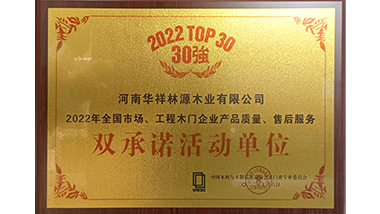 2022 TOP 30
30強
河南华祥林源木业有限公司
2022年全国市场、工程木门企业产品质量、售后服务
双承诺活动单位